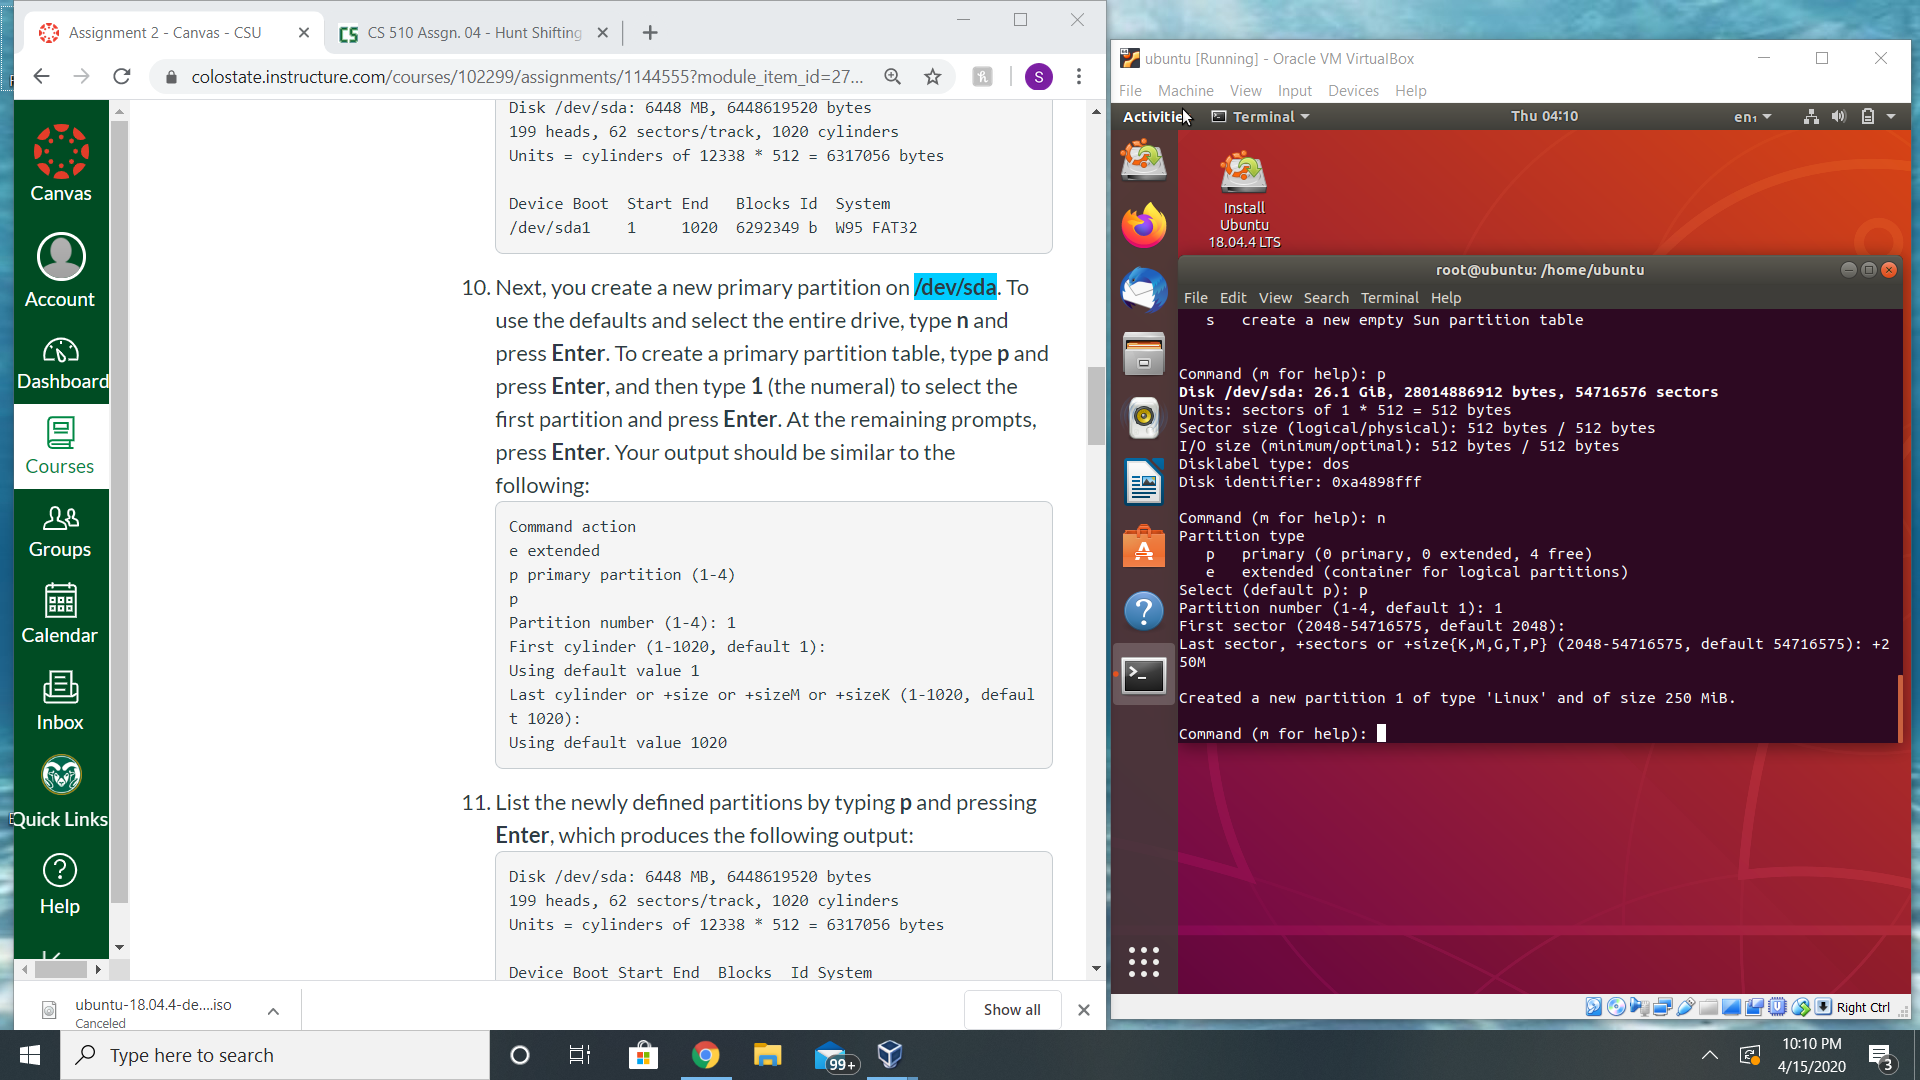 Assignment 2 - Canvas - CSU
CS 510 Assgn. 04 - Hunt Shifting
colostate.instructure.com/courses/102299/assignments/1144555?module_item_id=27...
S
Canvas
Account
Dashboard
Courses
Groups
Calendar
Inbox
Quick Links
Help
Disk /dev/sda: 6448 MB, 6448619520 bytes
199 heads, 62 sectors/track, 1020 cylinders
Units = cylinders of 12338 * 512 = 6317056 bytes
Device Boot  Start End   Blocks Id  System
/dev/sda1    1     1020  6292349 b  W95 FAT32
10. Next, you create a new primary partition on /dev/sda. To
use the defaults and select the entire drive, type n and
press Enter. To create a primary partition table, type p and
press Enter, and then type 1 (the numeral) to select the
first partition and press Enter. At the remaining prompts,
press Enter. Your output should be similar to the
following:
Command action
e extended
p primary partition (1-4)
p
Partition number (1-4): 1
First cylinder (1-1020, default 1):
Using default value 1
Last cylinder or +size or +sizeM or +sizeK (1-1020, defaul
t 1020):
Using default value 1020
11. List the newly defined partitions by typing p and pressing
Enter, which produces the following output:
Disk /dev/sda: 6448 MB, 6448619520 bytes
199 heads, 62 sectors/track, 1020 cylinders
Units = cylinders of 12338 * 512 = 6317056 bytes
Device Boot Start End  Blocks  Id System
ubuntu-18.04.4-de....iso
Canceled
Show all
ubuntu [Running] - Oracle VM VirtualBox
File Machine View Input Devices Help
Activitie
Terminal
Thu 04:10
en1
Install
Ubuntu
18.04.4 LTS
root@ubuntu: /home/ubuntu
File Edit View Search Terminal Help
s   create a new empty Sun partition table
Command (m for help): p
Disk /dev/sda: 26.1 GiB, 28014886912 bytes, 54716576 sectors
Units: sectors of 1 * 512 = 512 bytes
Sector size (logical/physical): 512 bytes / 512 bytes
I/O size (minimum/optimal): 512 bytes / 512 bytes
Disklabel type: dos
Disk identifier: 0xa4898fff
Command (m for help): n
Partition type
p   primary (0 primary, 0 extended, 4 free)
e   extended (container for logical partitions)
Select (default p): p
Partition number (1-4, default 1): 1
First sector (2048-54716575, default 2048):
Last sector, +sectors or +size{K,M,G,T,P} (2048-54716575, default 54716575): +2
50M
Created a new partition 1 of type 'Linux' and of size 250 MiB.
Command (m for help):
Right Ctrl
Type here to search
99+
10:10 PM
4/15/2020
3